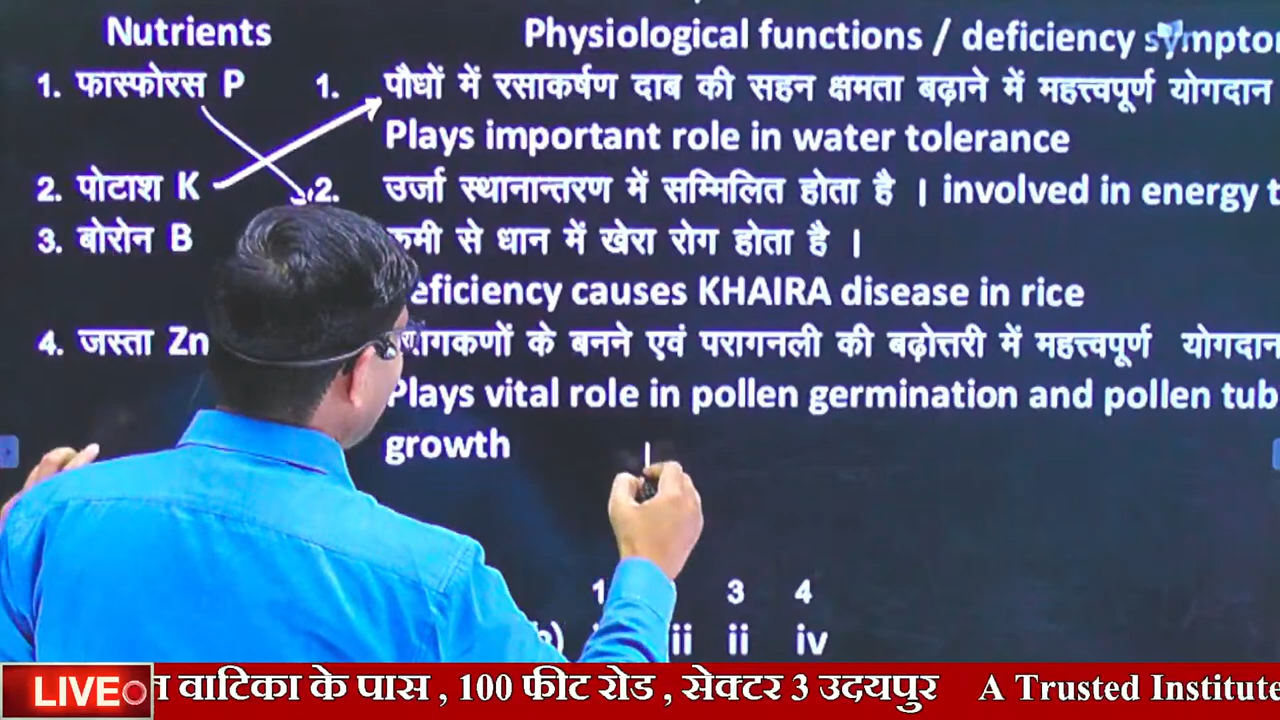 Nutrients Physiological functions / deficiency
1. फास्फोरस P 1. पौधों में रसाकर्षण दाब की सहन क्षमता बढ़ाने में महत्त्वपूर्ण योगदान
Plays important role in water tolerance
2. पोटाश K 2. उर्जा स्थानान्तरण में सम्मिलित होता है । involved in energy
3. बोरोन B कमी से धान में खेरा रोग होता है ।
eficiency causes KHAIRA disease in rice
4. जस्ता Zn के बनने एवं परागनली की बढ़ोत्तरी में महत्त्वपूर्ण योगदान
Plays vital role in pollen germination and pollen tub
growth
1 3 4
ii ii iv
LIVE वाटिका के पास , 100 फीट रोड , सेक्टर 3 उदयपुर A Trusted Institute